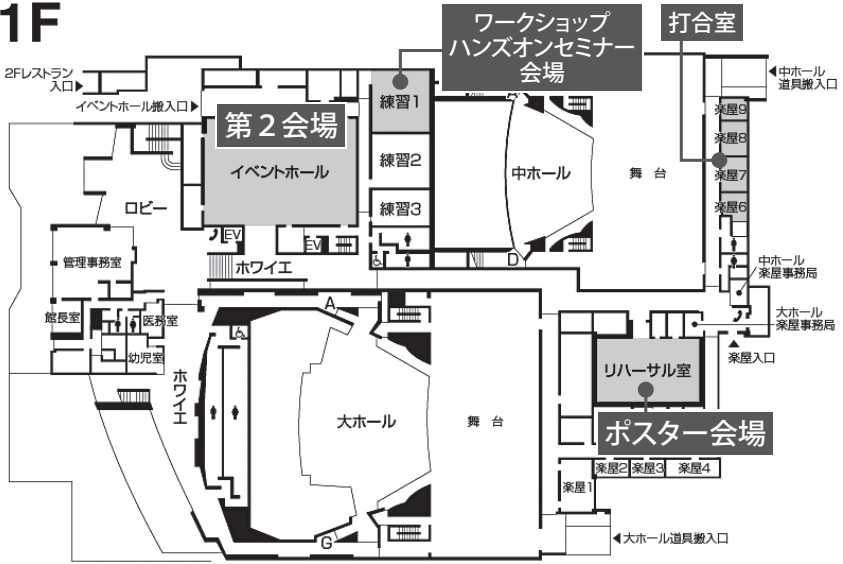 1F
ワークショップ
ハンズオンセミナー
会場
打合室
2Fレストラン
入口
イベントホール搬入口
中ホール
道具搬入口
第2会場
イベントホール
練習1
練習2
練習3
中ホール
舞台
楽屋9
楽屋8
楽屋7
楽屋6
ロビー
EV
EV
ホワイエ
D
管理事務室
館長室
医務室
幼児室
中ホール
楽屋事務局
大ホール
楽屋事務局
楽屋入口
A
ホワイエ
大ホール
舞台
リハーサル室
ポスター会場
楽屋1
楽屋2
楽屋3
楽屋4
G
大ホール道具搬入口